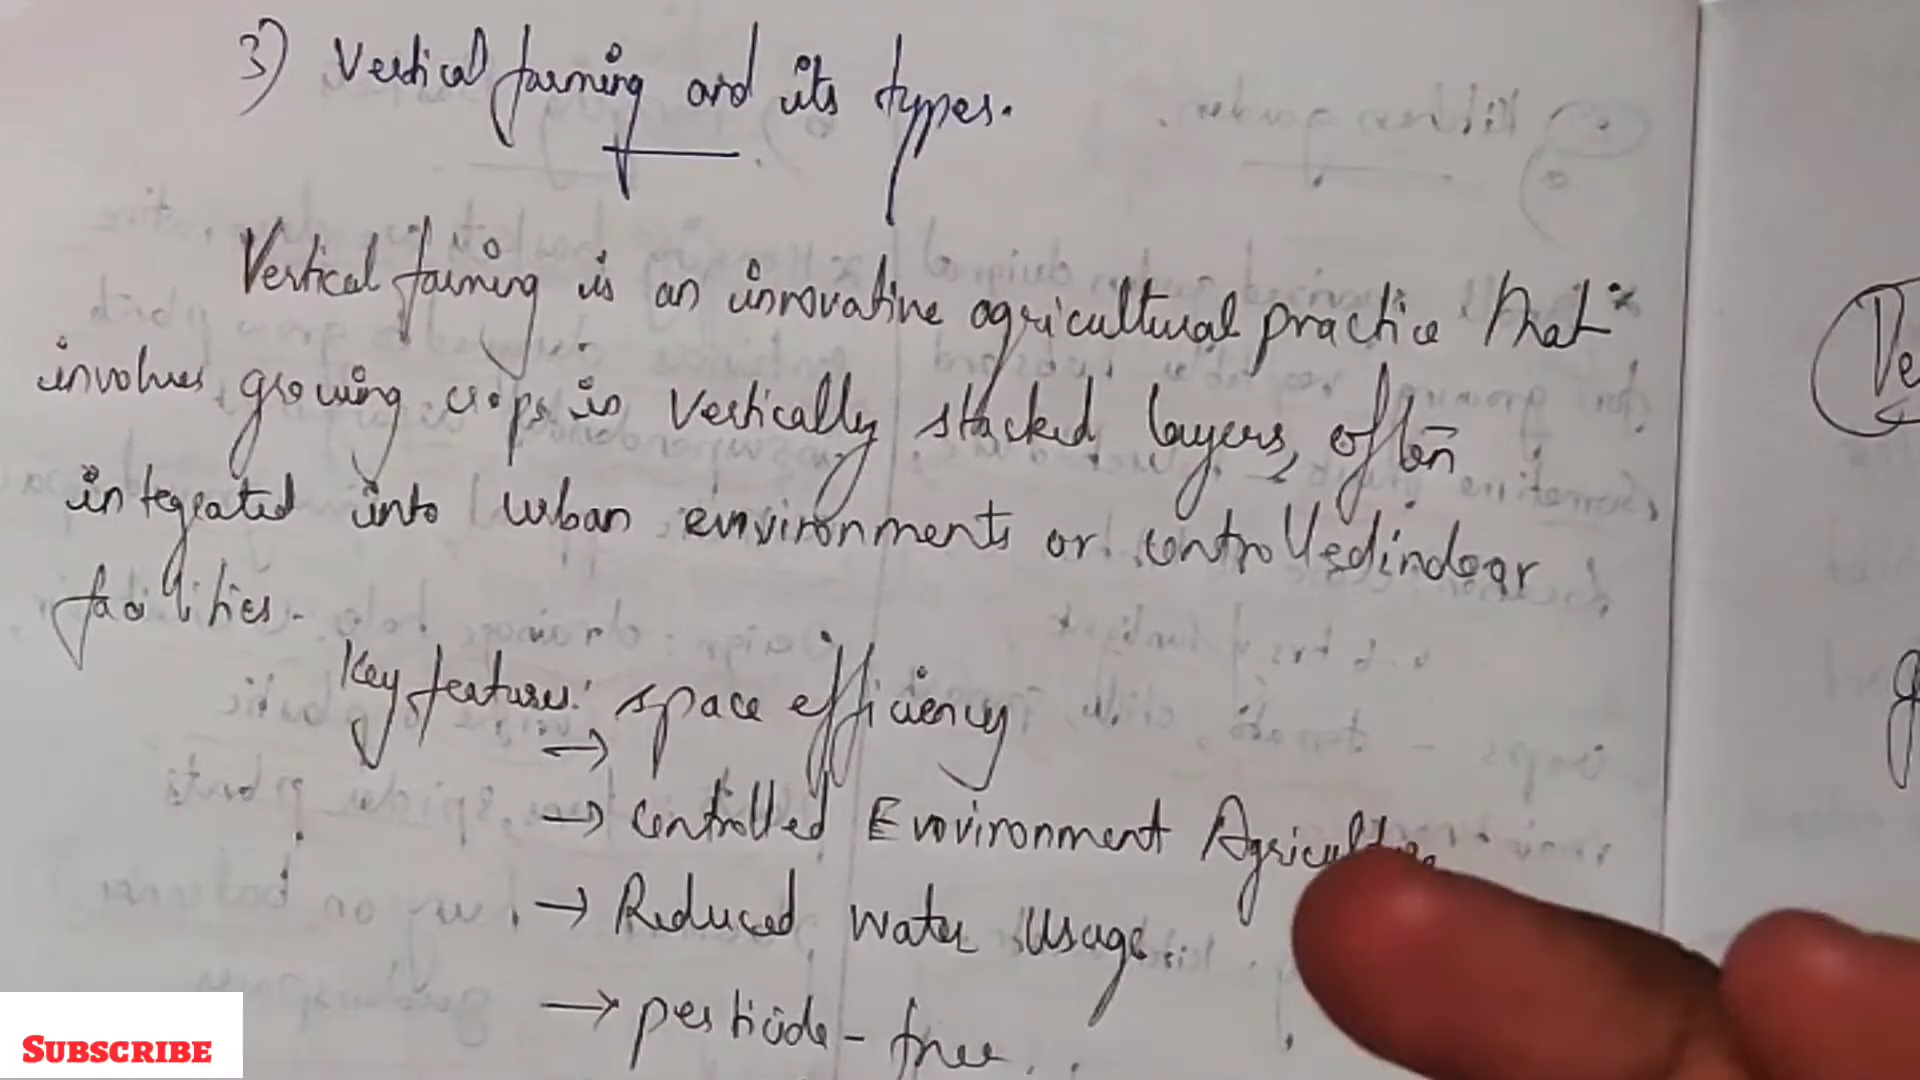 3) Vertical farming and its types.
Vertical farming is an innovative agricultural practice that
involves growing crops in vertically stacked layers, often
integrated into urban environments or controlled indoor
facilities.
Key features: space efficiency
→ Controlled Environment Agriculture
→ Reduced Water Usage
→ pesticide-free.
SUBSCRIBE